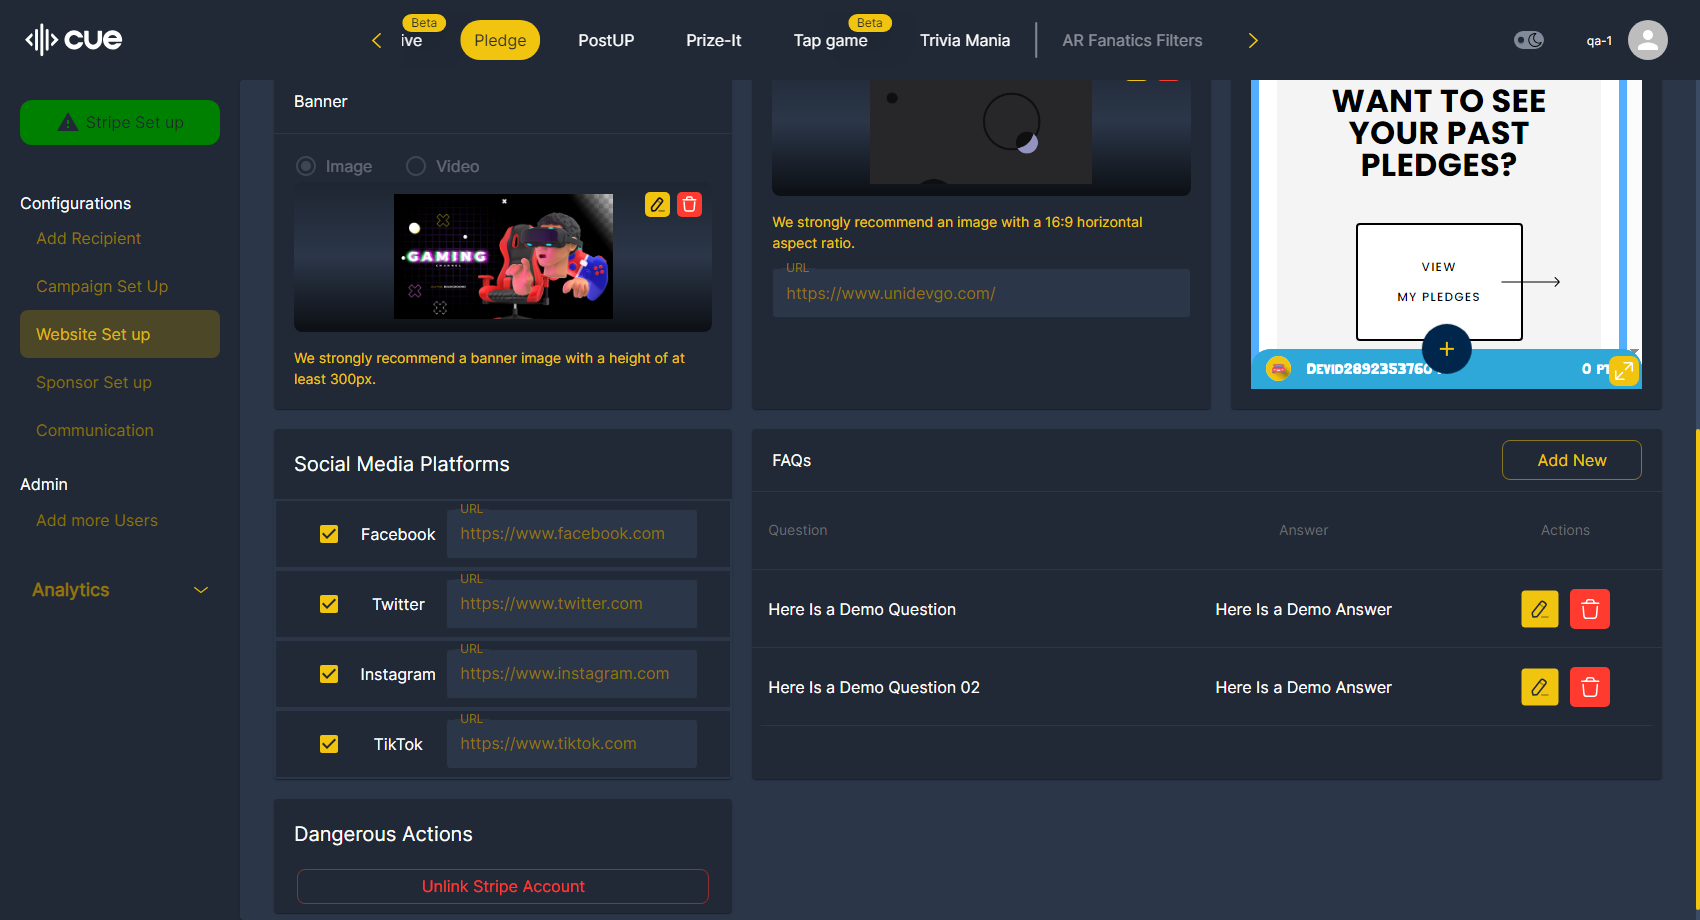 cue
Beta
ive
Pledge
PostUP
Prize-It
Beta
Tap game
Trivia Mania
AR Fanatics Filters
qa-1
Stripe Set up
Configurations
Add Recipient
Campaign Set Up
Website Set up
Sponsor Set up
Communication
Admin
Add more Users
Analytics
Banner
Image
Video
GAMING
We strongly recommend a banner image with a height of at
least 300px.
We strongly recommend an image with a 16:9 horizontal
aspect ratio.
URL
https://www.unidevgo.com/
WANT TO SEE
YOUR PAST
PLEDGES?
VIEW
MY PLEDGES
+
Devid2892353760
0 PT
Social Media Platforms
Facebook
URL
https://www.facebook.com
Twitter
URL
https://www.twitter.com
Instagram
URL
https://www.instagram.com
TikTok
URL
https://www.tiktok.com
FAQs
Add New
Question
Answer
Actions
Here Is a Demo Question
Here Is a Demo Answer
Here Is a Demo Question 02
Here Is a Demo Answer
Dangerous Actions
Unlink Stripe Account